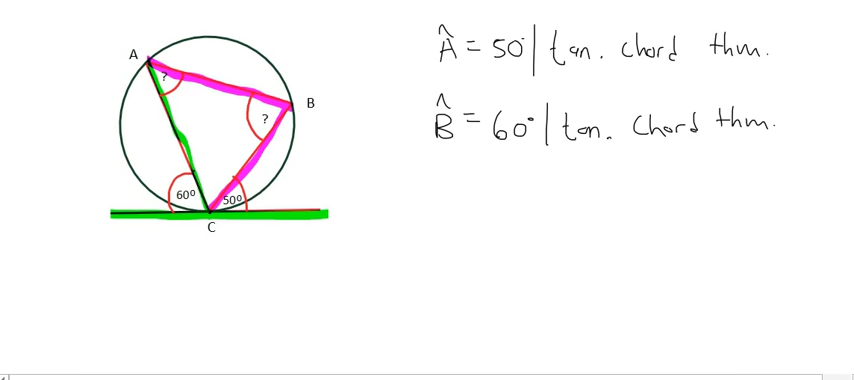 Â = 50° | tan. chord thm.
A
?
B
?
B̂ = 60° | tan. chord thm.
60º
50º
C